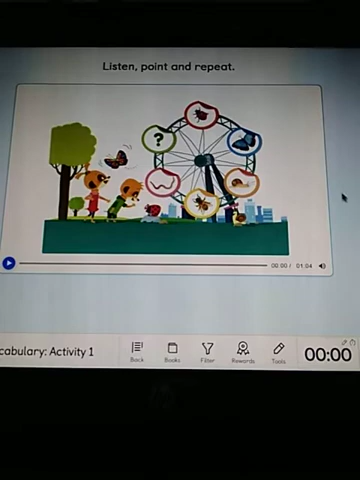 Listen, point and repeat.
?
00:00 / 01:04
cabulary: Activity 1
Back
Books
Filter
Rewards
Tools
00:00